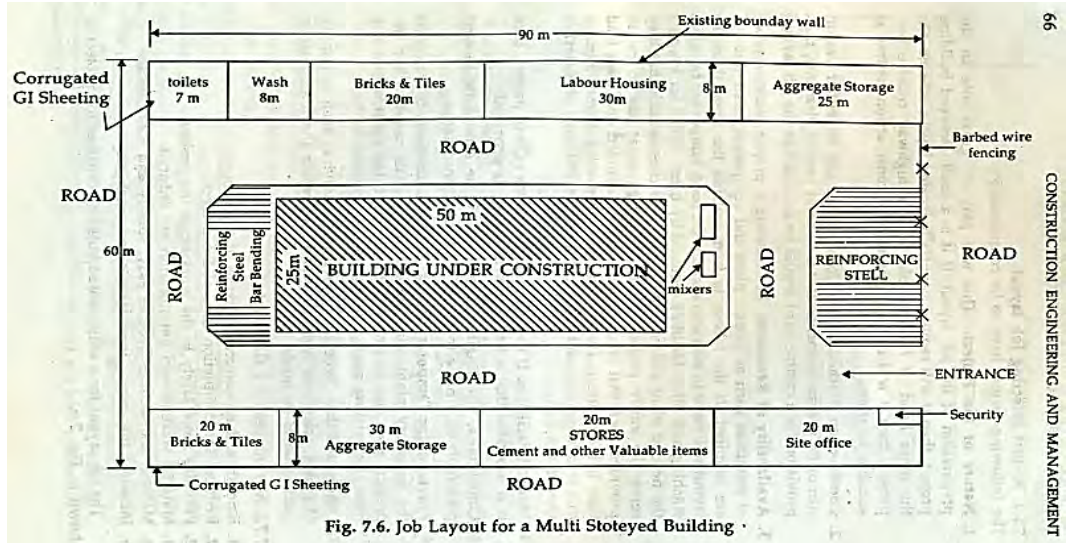 66
CONSTRUCTION ENGINEERING AND MANAGEMENT
Existing bounday wall
90 m
Corrugated
GI Sheeting
toilets
7 m
Wash
8m
Bricks & Tiles
20m
Labour Housing
30m
8 m
Aggregate Storage
25 m
Barbed wire
fencing
ROAD
ROAD
60 m
ROAD
Reinforcing
Steel
Bar Bending
50 m
25m
BUILDING UNDER CONSTRUCTION
mixers
ROAD
REINFORCING
STELL
ROAD
ROAD
ENTRANCE
Security
20 m
Bricks & Tiles
8m
30 m
Aggregate Storage
20m
STORES
Cement and other Valuable items
20 m
Site office
Corrugated G I Sheeting
ROAD
Fig. 7.6. Job Layout for a Multi Stoteyed Building